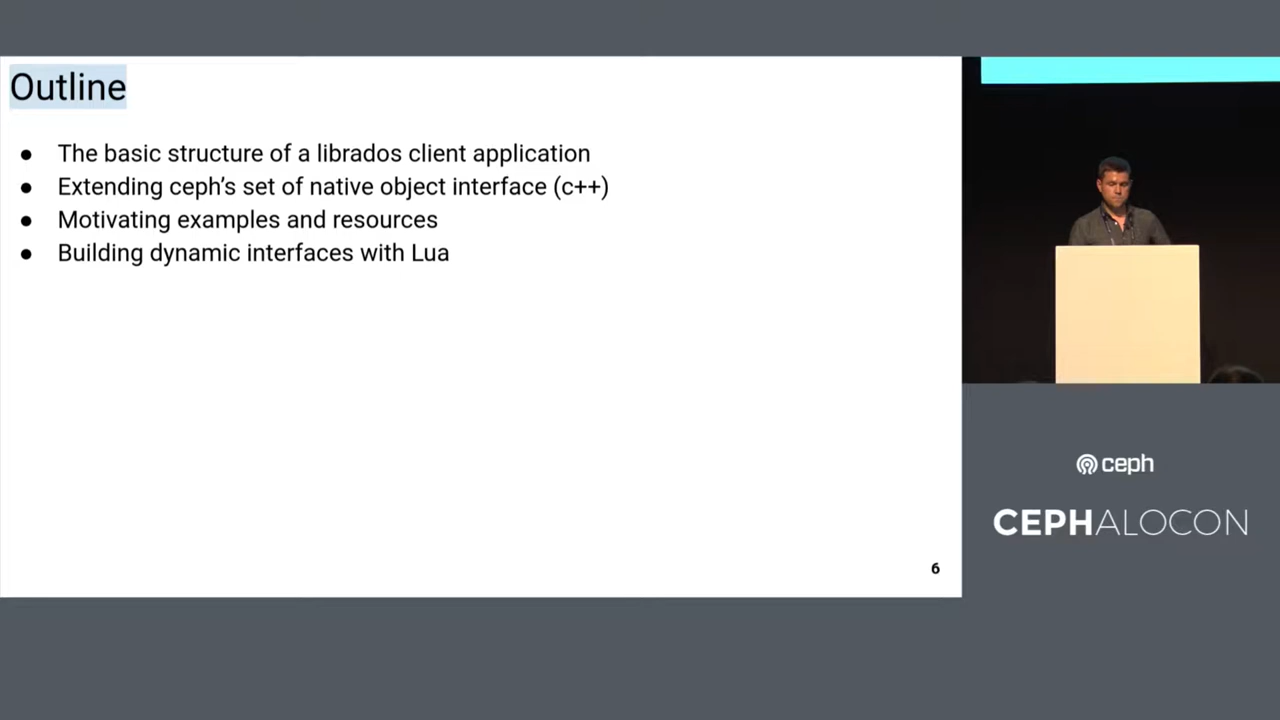 Outline
● The basic structure of a librados client application
● Extending ceph’s set of native object interface (c++)
● Motivating examples and resources
● Building dynamic interfaces with Lua
6
ceph
CEPHALOCON